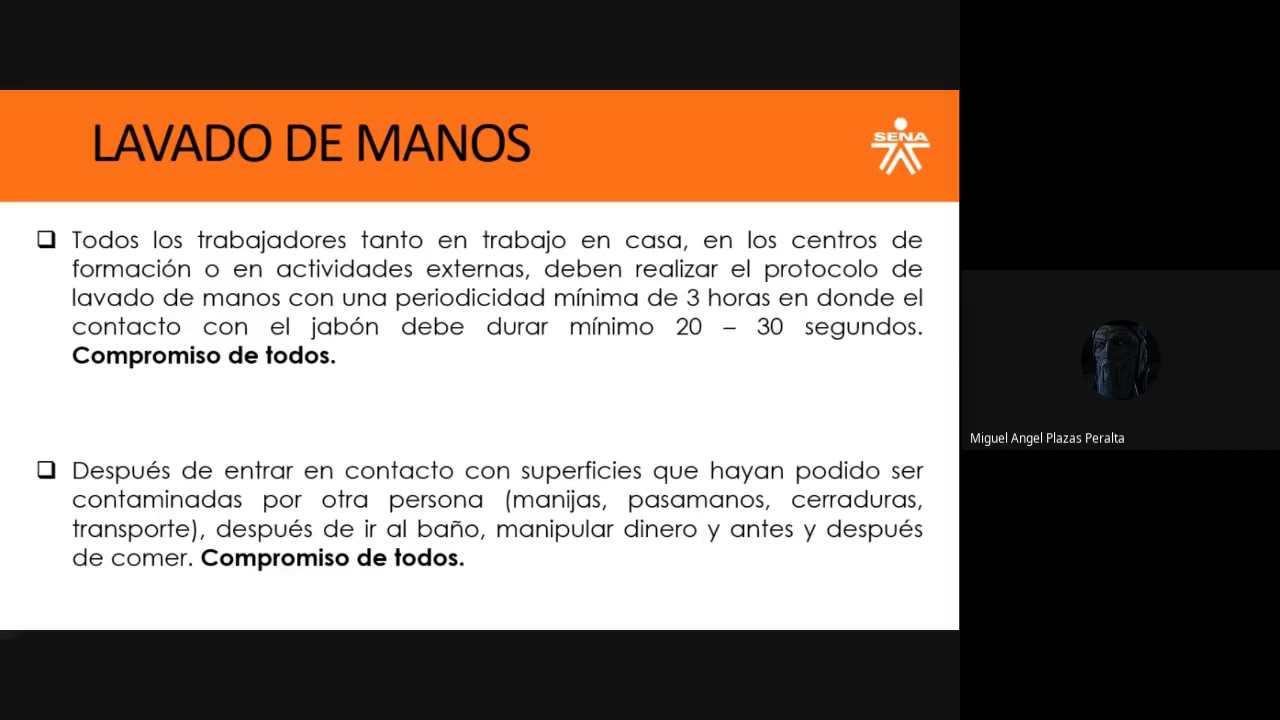 LAVADO DE MANOS
SENA
❑ Todos los trabajadores tanto en trabajo en casa, en los centros de
formación o en actividades externas, deben realizar el protocolo de
lavado de manos con una periodicidad mínima de 3 horas en donde el
contacto con el jabón debe durar mínimo 20 – 30 segundos.
Compromiso de todos.
❑ Después de entrar en contacto con superficies que hayan podido ser
contaminadas por otra persona (manijas, pasamanos, cerraduras,
transporte), después de ir al baño, manipular dinero y antes y después
de comer. Compromiso de todos.
Miguel Angel Plazas Peralta